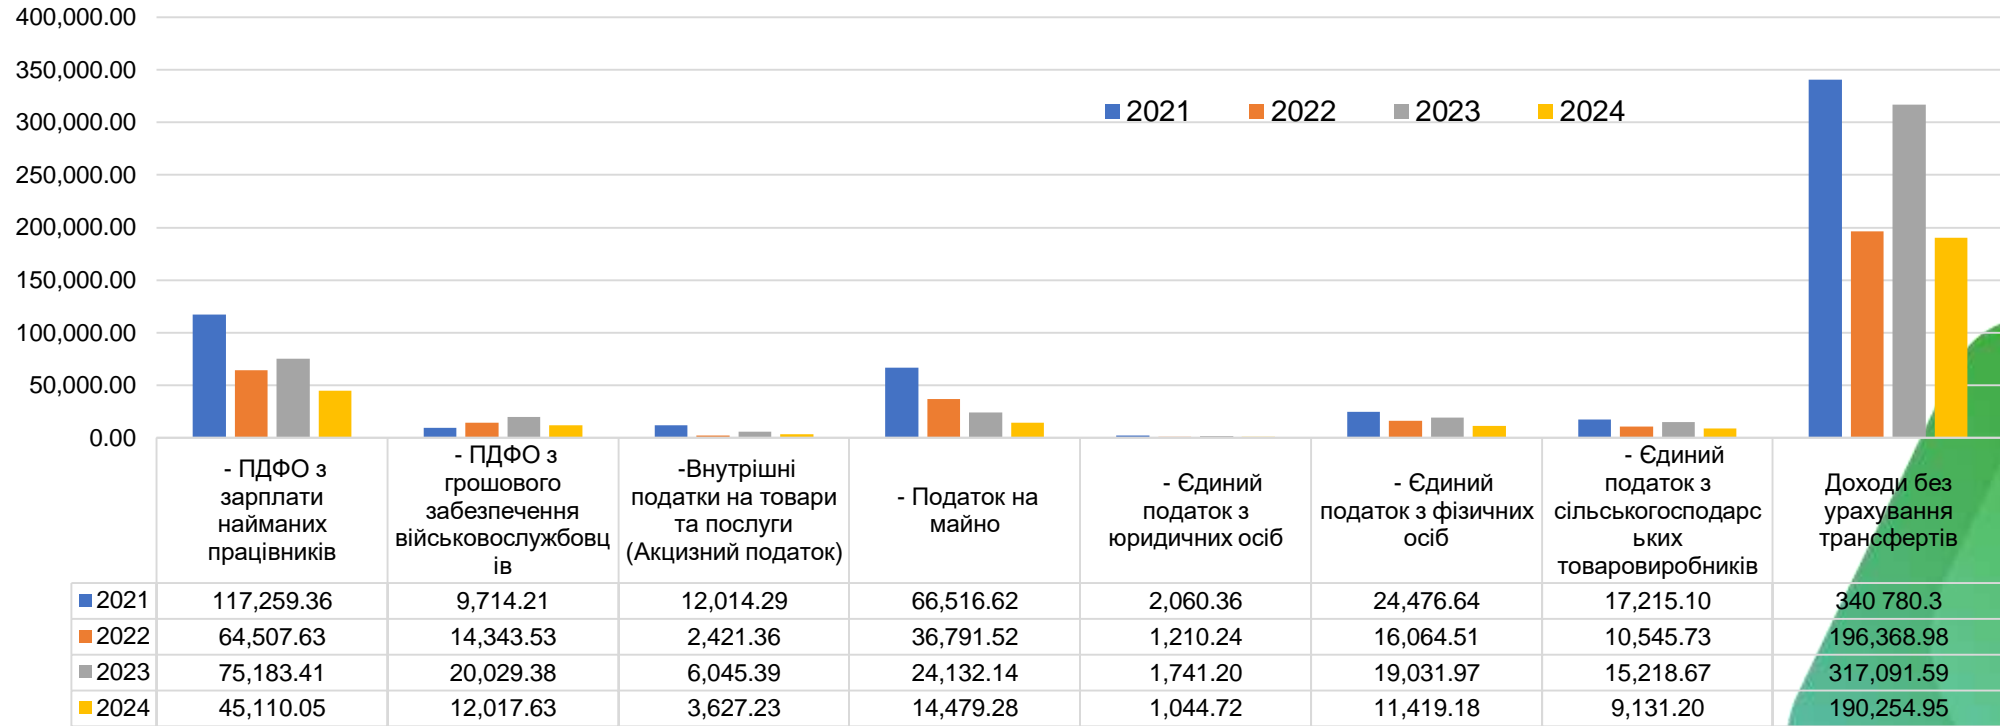 400,000.00
350,000.00
300,000.00
250,000.00
200,000.00
150,000.00
100,000.00
50,000.00
0.00
2021 2022 2023 2024
- ПДФО з
зарплати
найманих
працівників
- ПДФО з
грошового
забезпечення
військовослужбовц
ів
-Внутрішні
податки на товари
та послуги
(Акцизний податок)
- Податок на
майно
- Єдиний
податок з
юридичних осіб
- Єдиний
податок з фізичних
осіб
- Єдиний
податок з
сільськогосподарс
ьких
товаровиробників
Доходи без
урахування
трансфертів
2021 117,259.36 9,714.21 12,014.29 66,516.62 2,060.36 24,476.64 17,215.10 340 780.3
2022 64,507.63 14,343.53 2,421.36 36,791.52 1,210.24 16,064.51 10,545.73 196,368.98
2023 75,183.41 20,029.38 6,045.39 24,132.14 1,741.20 19,031.97 15,218.67 317,091.59
2024 45,110.05 12,017.63 3,627.23 14,479.28 1,044.72 11,419.18 9,131.20 190,254.95